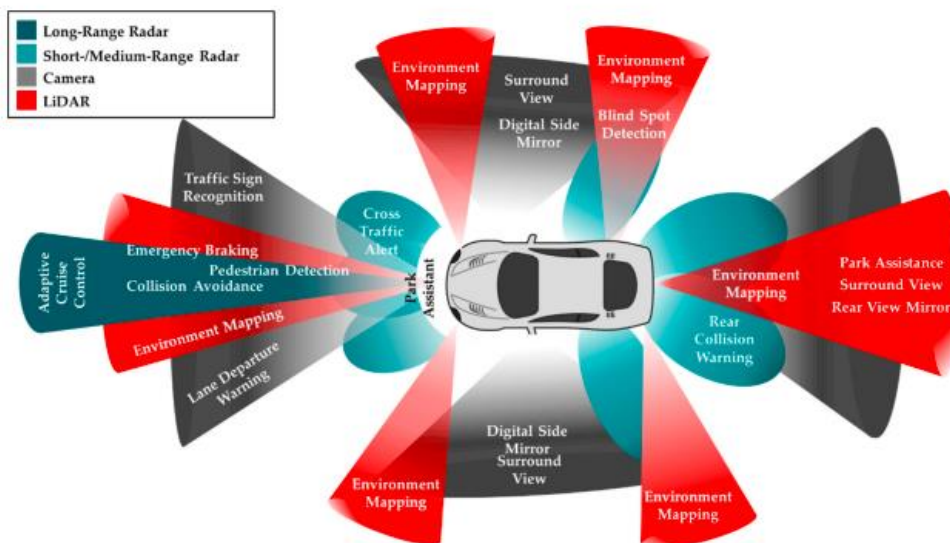 Long-Range Radar
Short-/Medium-Range Radar
Camera
LiDAR
Environment
Mapping
Surround
View
Digital Side
Mirror
Environment
Mapping
Blind Spot
Detection
Traffic Sign
Recognition
Cross
Traffic
Alert
Adaptive
Cruise
Control
Emergency Braking
Pedestrian Detection
Collision Avoidance
Park
Assistant
Environment Mapping
Lane Departure
Warning
Environment
Mapping
Park Assistance
Surround View
Rear View Mirror
Rear
Collision
Warning
Digital Side
Mirror
Surround
View
Environment
Mapping
Environment
Mapping